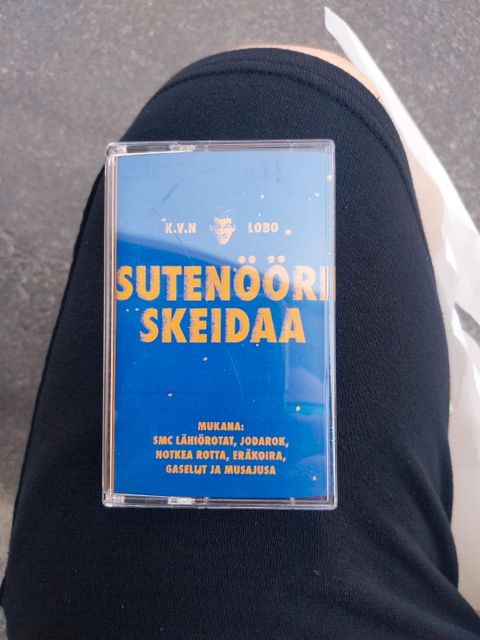 K.V.N LOBO
SUTENÖÖRI
SKEIDAA
MUKANA:
SMC LÄHIÖROTAT, JODAROK,
NOTKEA ROTTA, ERÄKOIRA,
GASELLIT JA MUSAJUSA